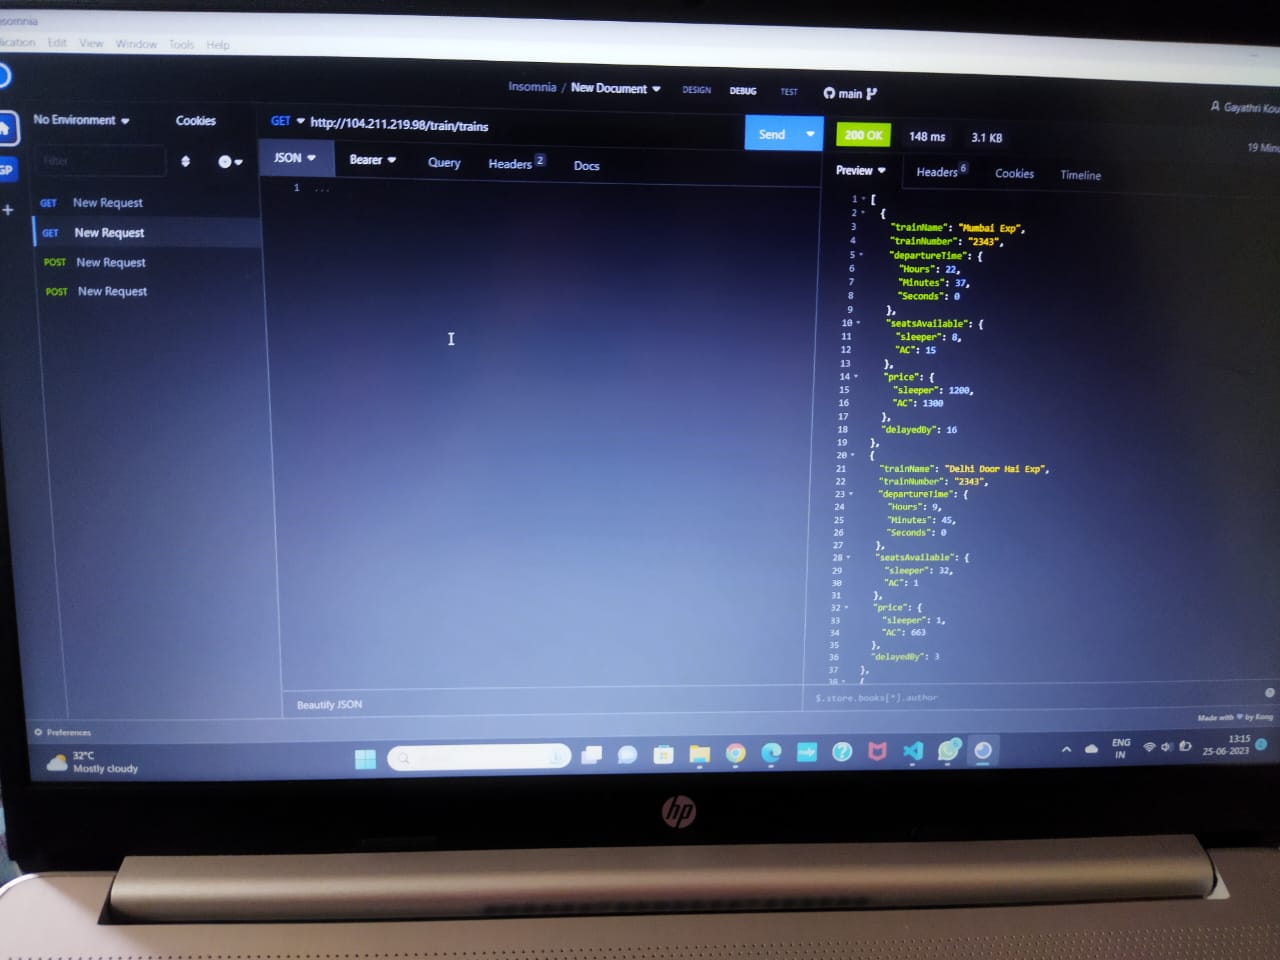 nsomnia
ication Edit View Window Tools Help
Insomnia / New Document DESIGN DEBUG TEST main Gayathri Kou
No Environment Cookies
GET http://104.211.219.98/train/trains Send
200 OK 148 ms 3.1 KB 19 Minu
Filter
JSON Bearer Query Headers 2 Docs
Preview Headers 6 Cookies Timeline
GP
GET New Request
GET New Request
POST New Request
POST New Request
1 ...
1 [
2 {
3 "trainName": "Mumbai Exp",
4 "trainNumber": "2343",
5 "departureTime": {
6 "Hours": 22,
7 "Minutes": 37,
8 "Seconds": 0
9 },
10 "seatsAvailable": {
11 "sleeper": 8,
12 "AC": 15
13 },
14 "price": {
15 "sleeper": 1200,
16 "AC": 1300
17 },
18 "delayedBy": 16
19 },
20 {
21 "trainName": "Delhi Door Hai Exp",
22 "trainNumber": "2343",
23 "departureTime": {
24 "Hours": 9,
25 "Minutes": 45,
26 "Seconds": 0
27 },
28 "seatsAvailable": {
29 "sleeper": 32,
30 "AC": 1
31 },
32 "price": {
33 "sleeper": 1,
34 "AC": 663
35 },
36 "delayedBy": 3
37 },
38 {
Beautify JSON
$.store.books[*].author
Preferences
Made with by Kong
32°C
Mostly cloudy
ENG
IN
13:15
25-06-2023
hp